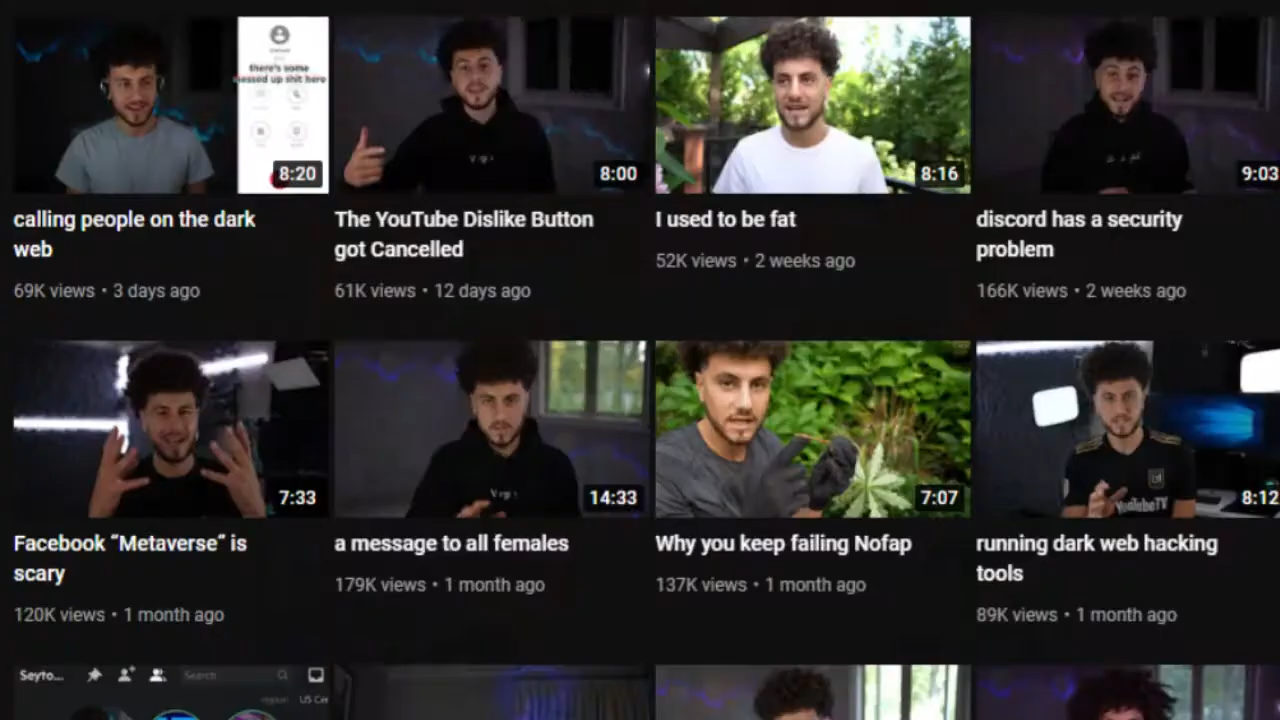 there's some
messed up shit here
8:20
8:00
8:16
9:03
calling people on the dark
web
69K views • 3 days ago
The YouTube Dislike Button
got Cancelled
61K views • 12 days ago
I used to be fat
52K views • 2 weeks ago
discord has a security
problem
166K views • 2 weeks ago
7:33
14:33
7:07
YouTubeTV
8:12
Facebook “Metaverse” is
scary
120K views • 1 month ago
a message to all females
179K views • 1 month ago
Why you keep failing Nofap
137K views • 1 month ago
running dark web hacking
tools
89K views • 1 month ago
Seyto...
Search
region
US Cen